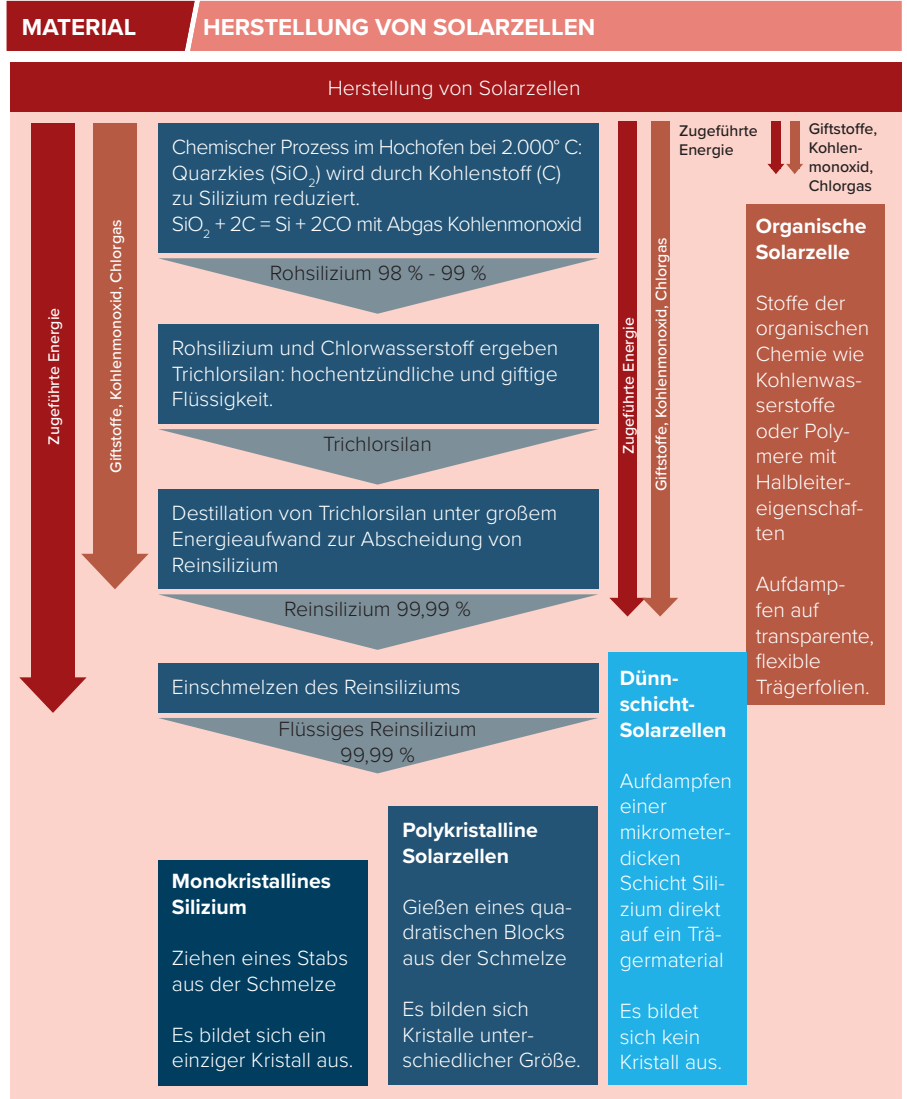 MATERIAL
HERSTELLUNG VON SOLARZELLEN
Herstellung von Solarzellen
Zugeführte Energie
Giftstoffe, Kohlenmonoxid, Chlorgas
Chemischer Prozess im Hochofen bei 2.000° C:
Quarzkies (SiO₂) wird durch Kohlenstoff (C)
zu Silizium reduziert.
SiO₂ + 2C = Si + 2CO mit Abgas Kohlenmonoxid
Rohsilizium 98 % - 99 %
Rohsilizium und Chlorwasserstoff ergeben
Trichlorsilan: hochentzündliche und giftige
Flüssigkeit.
Trichlorsilan
Destillation von Trichlorsilan unter großem
Energieaufwand zur Abscheidung von
Reinsilizium
Reinsilizium 99,99 %
Einschmelzen des Reinsiliziums
Flüssiges Reinsilizium
99,99 %
Monokristallines
Silizium
Ziehen eines Stabs
aus der Schmelze
Es bildet sich ein
einziger Kristall aus.
Polykristalline
Solarzellen
Gießen eines qua-
dratischen Blocks
aus der Schmelze
Es bilden sich
Kristalle unter-
schiedlicher Größe.
Zugeführte Energie
Giftstoffe, Kohlenmonoxid, Chlorgas
Dünn-
schicht-
Solarzellen
Aufdampfen
einer
mikrometer-
dicken
Schicht Sili-
zium direkt
auf ein Trä-
germaterial
Es bildet
sich kein
Kristall aus.
Zugeführte
Energie
Giftstoffe,
Kohlen-
monoxid,
Chlorgas
Organische
Solarzelle
Stoffe der
organischen
Chemie wie
Kohlenwas-
serstoffe
oder Poly-
mere mit
Halbleiter-
eigenschaf-
ten
Aufdamp-
fen auf
transparente,
flexible
Trägerfolien.